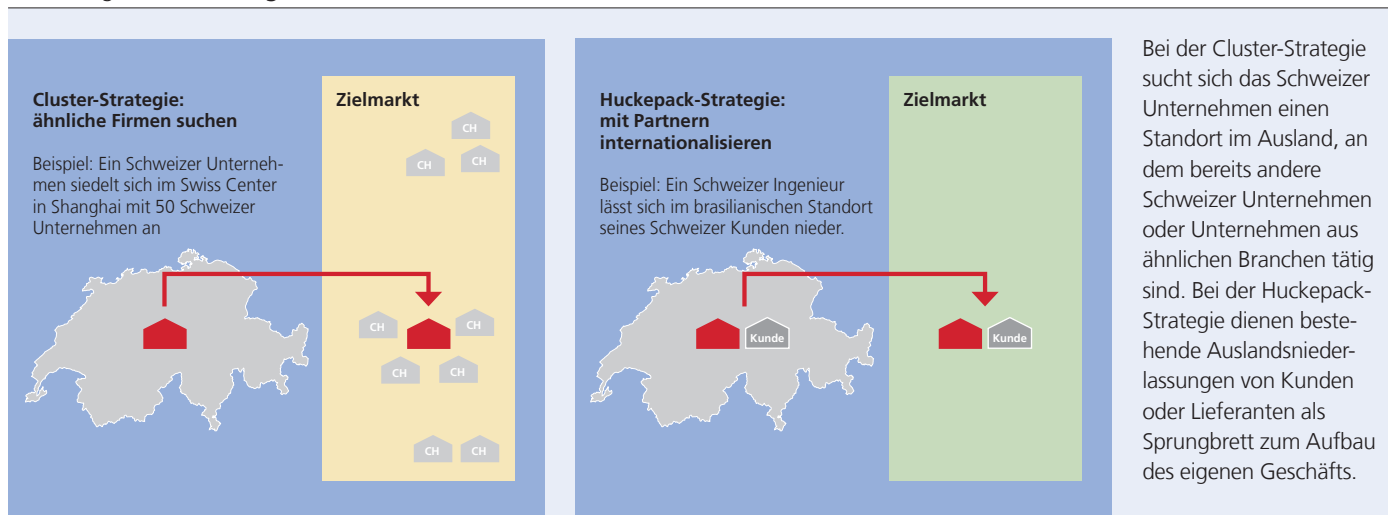 Cluster-Strategie:
ähnliche Firmen suchen
Beispiel: Ein Schweizer Unterneh-
men siedelt sich im Swiss Center
in Shanghai mit 50 Schweizer
Unternehmen an
Zielmarkt
CH
CH
CH
CH
CH
CH
CH
CH
CH
Huckepack-Strategie:
mit Partnern
internationalisieren
Beispiel: Ein Schweizer Ingenieur
lässt sich im brasilianischen Standort
seines Schweizer Kunden nieder.
Kunde
Zielmarkt
Kunde
Bei der Cluster-Strategie
sucht sich das Schweizer
Unternehmen einen
Standort im Ausland, an
dem bereits andere
Schweizer Unternehmen
oder Unternehmen aus
ähnlichen Branchen tätig
sind. Bei der Huckepack-
Strategie dienen beste-
hende Auslandsnieder-
lassungen von Kunden
oder Lieferanten als
Sprungbrett zum Aufbau
des eigenen Geschäfts.